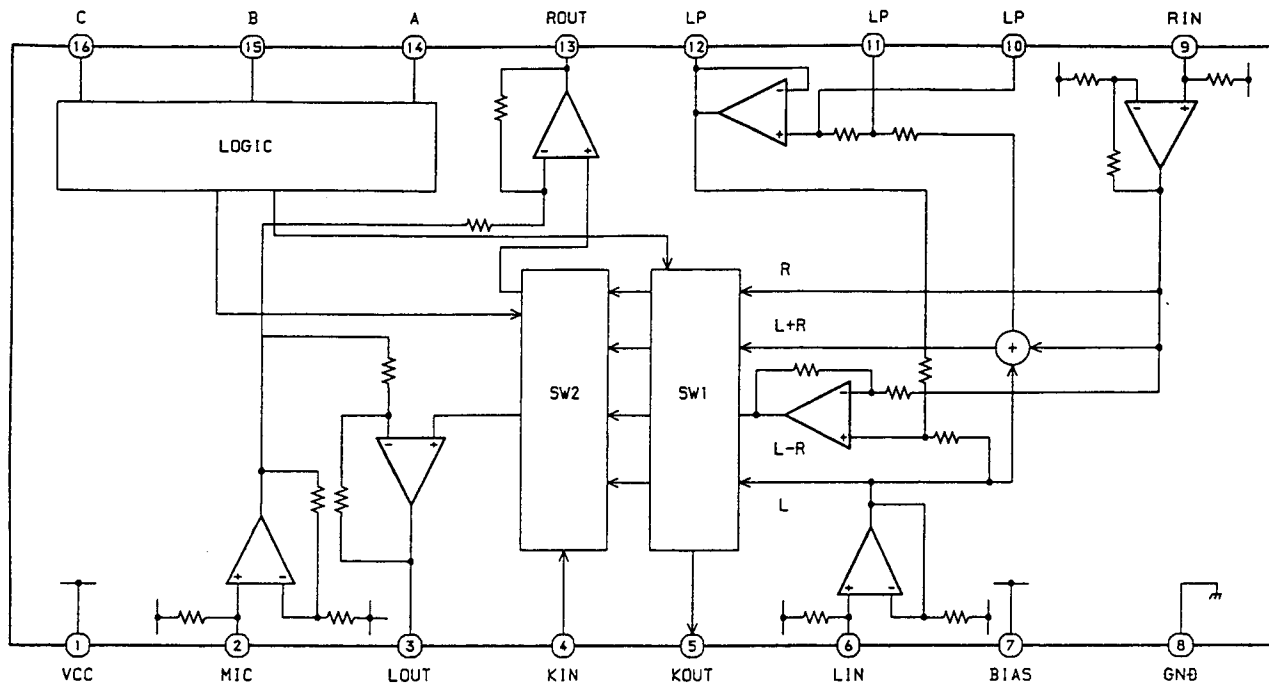 C B A ROUT LP LP LP RIN
16 15 14 13 12 11 10 9
LOGIC
- +
-
+
- +
R
L+R
+
SW2 SW1
-
+
L-R
- +
L
+ -
+ -
1 2 3 4 5 6 7 8
VCC MIC LOUT KIN KOUT LIN BIAS GND